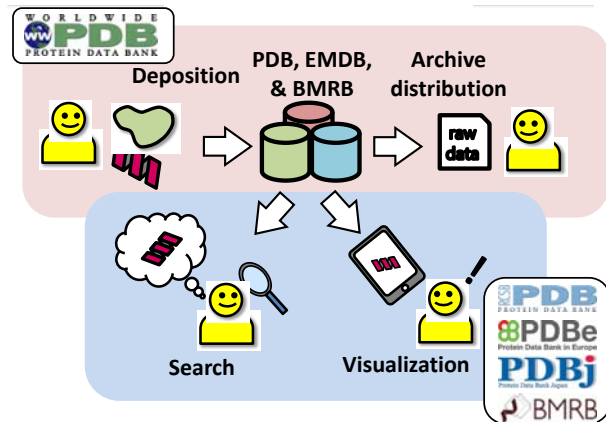 WORLDWIDE
PDB
PROTEIN DATA BANK
Deposition
PDB, EMDB,
& BMRB
Archive
distribution
raw
data
Search
Visualization
!
RCSB
PDB
PROTEIN DATA BANK
PDBe
Protein Data Bank in Europe
PDBj
Protein Data Bank Japan
BMRB